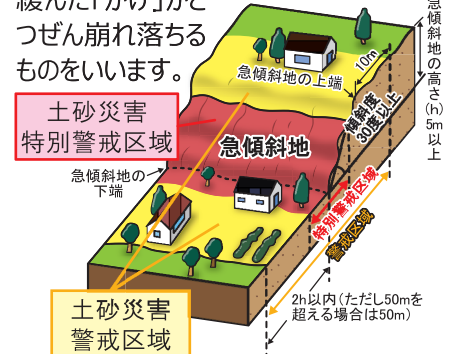 緩んだ「がけ」がと
つぜん崩れ落ちる
ものをいいます。
土砂災害
特別警戒区域
急傾斜地の
下端
土砂災害
警戒区域
急傾斜地の上端
10m
急傾斜地
傾斜度
30度以上
急傾斜地の高さ(h)
5m以上
特別警戒区域
警戒区域
2h以内(ただし50mを
超える場合は50m)